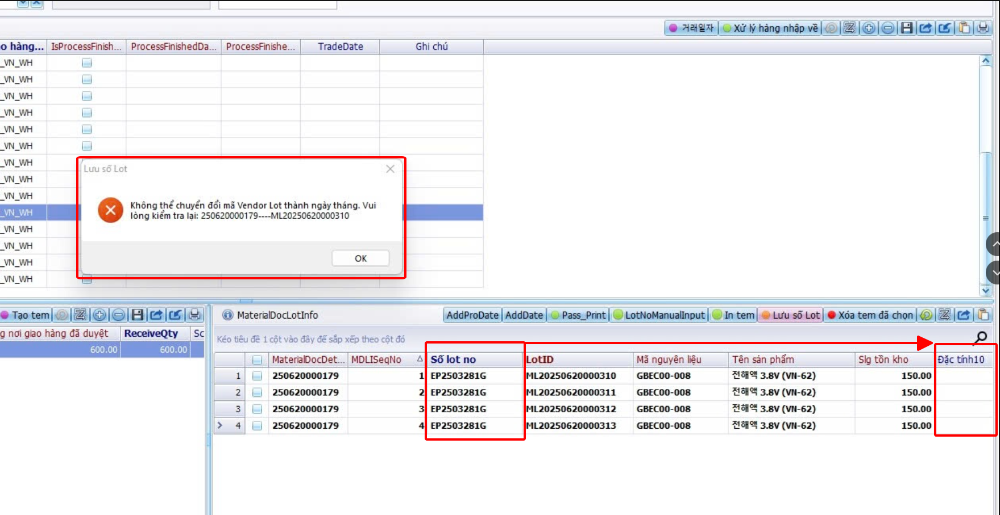 거래일자 Xử lý hàng nhập về
o hàng... IsProcessFinish... ProcessFinishedDa... ProcessFinishe... TradeDate Ghi chú
_VN_WH
_VN_WH
_VN_WH
_VN_WH
_VN_WH
_VN_WH
_VN_WH
_VN_WH
_VN_WH
_VN_WH
_VN_WH
_VN_WH
_VN_WH
_VN_WH
Lưu số Lot
Không thể chuyển đổi mã Vendor Lot thành ngày tháng. Vui
lòng kiểm tra lại: 250620000179----ML20250620000310
OK
Tạo tem
g nơi giao hàng đã duyệt ReceiveQty Sc
600.00 600.00
MaterialDocLotInfo AddProDate AddDate Pass_Print LotNoManualInput In tem Lưu số Lot Xóa tem đã chọn
Kéo tiêu đề 1 cột vào đây để sắp xếp theo cột đó
MaterialDocDet... MDLISeqNo Số lot no LotID Mã nguyên liệu Tên sản phẩm Slg tồn kho Đặc tính10
1 250620000179 1 EP2503281G ML20250620000310 GBEC00-008 전해액 3.8V (VN-62) 150.00
2 250620000179 2 EP2503281G ML20250620000311 GBEC00-008 전해액 3.8V (VN-62) 150.00
3 250620000179 3 EP2503281G ML20250620000312 GBEC00-008 전해액 3.8V (VN-62) 150.00
4 250620000179 4 EP2503281G ML20250620000313 GBEC00-008 전해액 3.8V (VN-62) 150.00